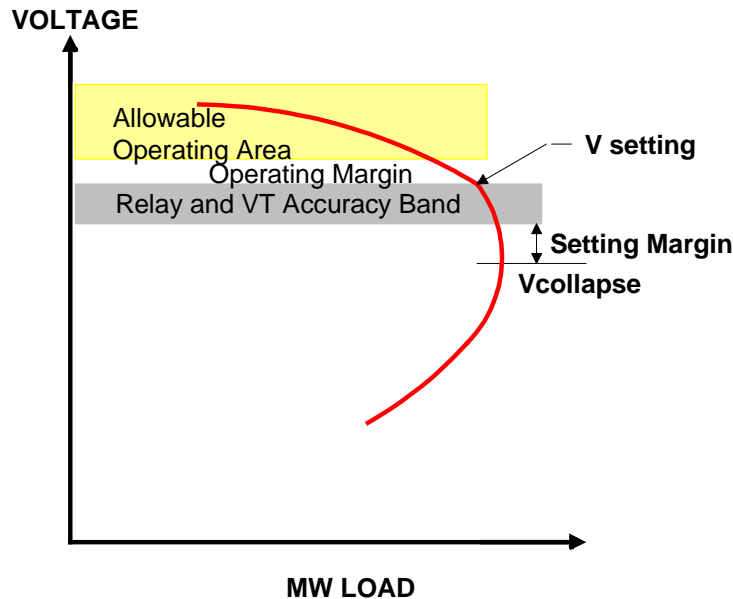 VOLTAGE
Allowable
Operating Area
V setting
Operating Margin
Relay and VT Accuracy Band
Setting Margin
Vcollapse
MW LOAD